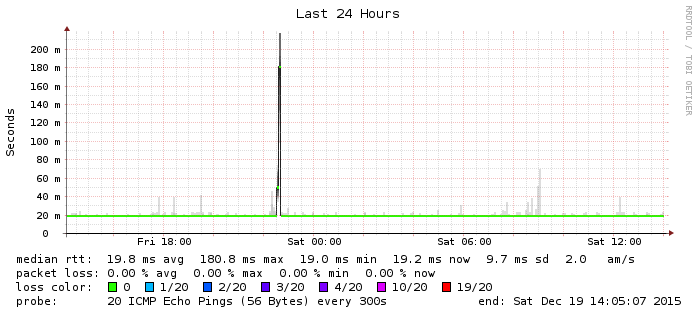 Last 24 Hours
RRDTOOL / TOBI OETIKER
Seconds
200 m
180 m
160 m
140 m
120 m
100 m
80 m
60 m
40 m
20 m
0
Fri 18:00 Sat 00:00 Sat 06:00 Sat 12:00
median rtt: 19.8 ms avg 180.8 ms max 19.0 ms min 19.2 ms now 9.7 ms sd 2.0 am/s
packet loss: 0.00 % avg 0.00 % max 0.00 % min 0.00 % now
loss color: 0 1/20 2/20 3/20 4/20 10/20 19/20
probe: 20 ICMP Echo Pings (56 Bytes) every 300s end: Sat Dec 19 14:05:07 2015